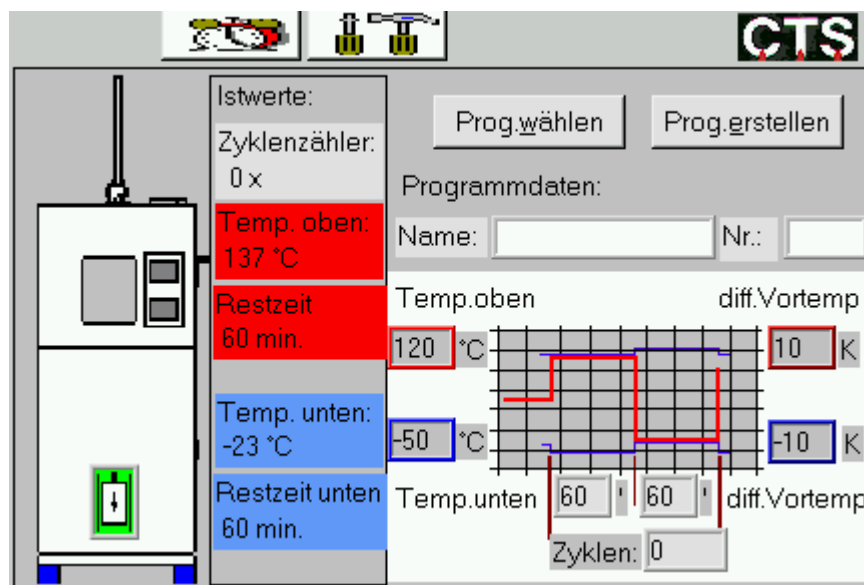 CTS
Istwerte:
Zyklenzähler:
0 x
Temp. oben:
137 °C
Restzeit
60 min.
Temp. unten:
-23 °C
Restzeit unten
60 min.
Prog.wählen
Prog.erstellen
Programmdaten:
Name:
Nr.:
Temp.oben
diff.Vortemp
120 °C
10 K
-50 °C
-10 K
Temp.unten
60 '
60 '
diff.Vortemp
Zyklen: 0